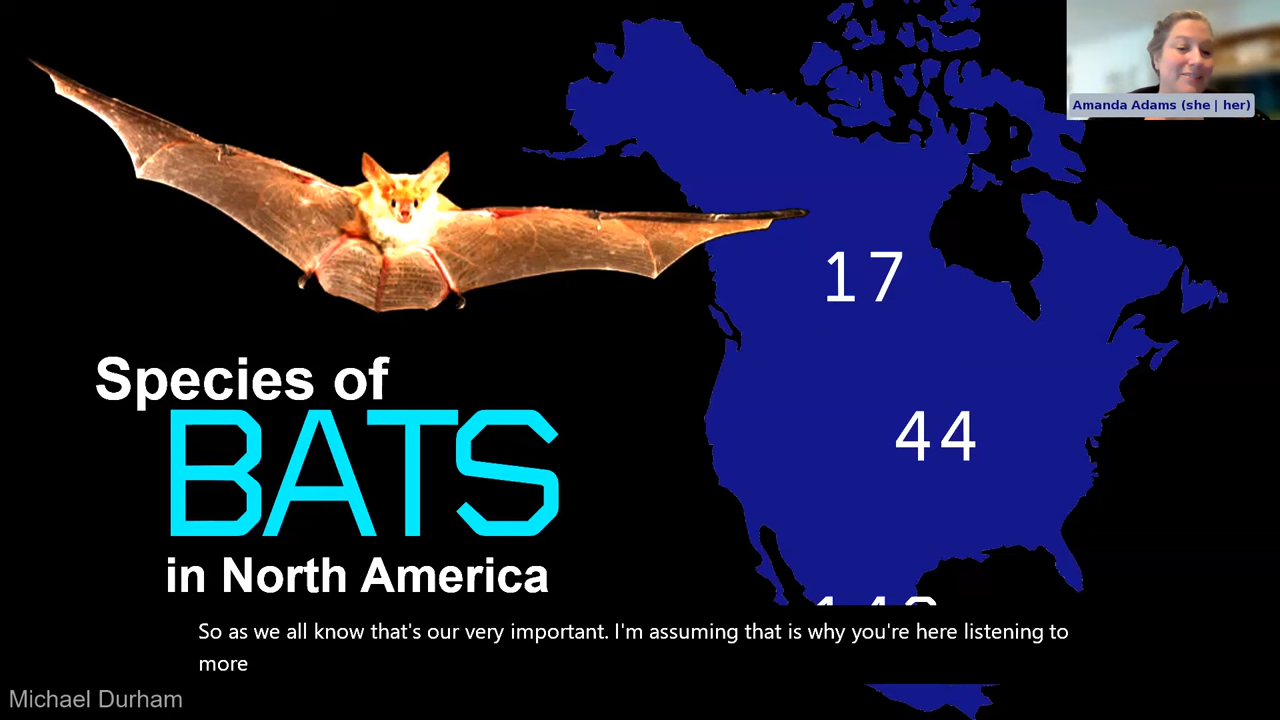 Amanda Adams (she | her)
17
44
Species of
BATS
in North America
So as we all know that's our very important. I'm assuming that is why you're here listening to
more
Michael Durham